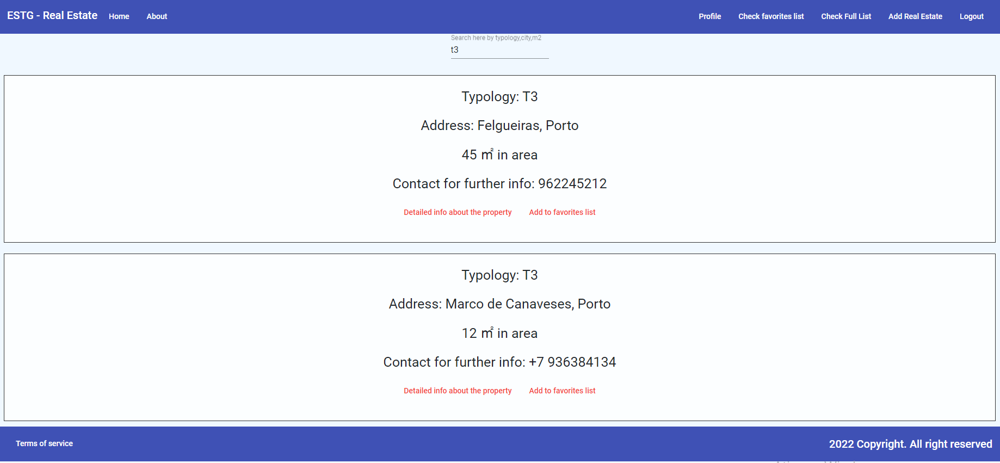 ESTG - Real Estate Home About Profile Check favorites list Check Full List Add Real Estate Logout
Search here by typology,city,m2
t3
Typology: T3
Address: Felgueiras, Porto
45 ㎡ in area
Contact for further info: 962245212
Detailed info about the property Add to favorites list
Typology: T3
Address: Marco de Canaveses, Porto
12 ㎡ in area
Contact for further info: +7 936384134
Detailed info about the property Add to favorites list
Terms of service 2022 Copyright. All right reserved